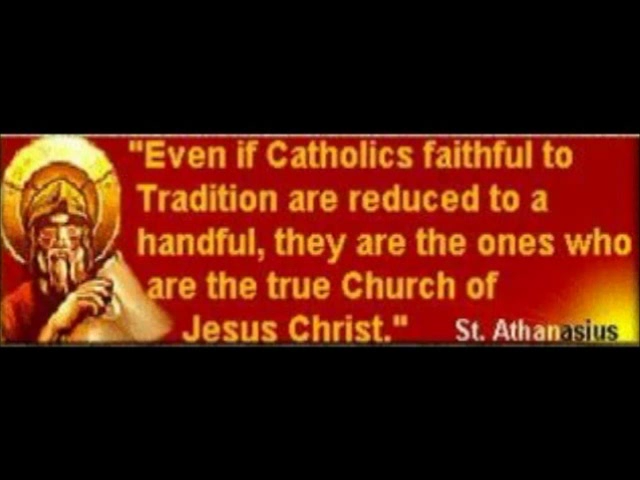 "Even if Catholics faithful to
Tradition are reduced to a
handful, they are the ones who
are the true Church of
Jesus Christ." St. Athanasius